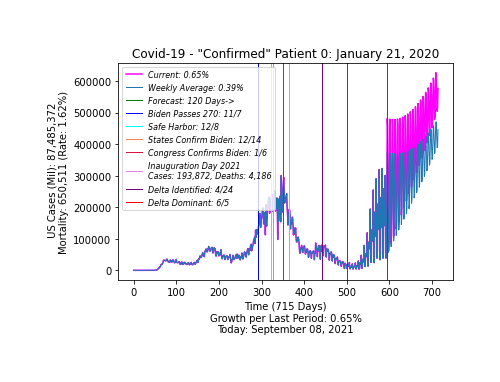 Covid-19 - "Confirmed" Patient 0: January 21, 2020
US Cases (Mil): 87,485,372
Mortality: 650,511 (Rate: 1.62%)
600000
500000
400000
300000
200000
100000
0
Current: 0.65%
Weekly Average: 0.39%
Forecast: 120 Days->
Biden Passes 270: 11/7
Safe Harbor: 12/8
States Confirm Biden: 12/14
Congress Confirms Biden: 1/6
Inauguration Day 2021
Cases: 193,872, Deaths: 4,186
Delta Identified: 4/24
Delta Dominant: 6/5
0 100 200 300 400 500 600 700
Time (715 Days)
Growth per Last Period: 0.65%
Today: September 08, 2021